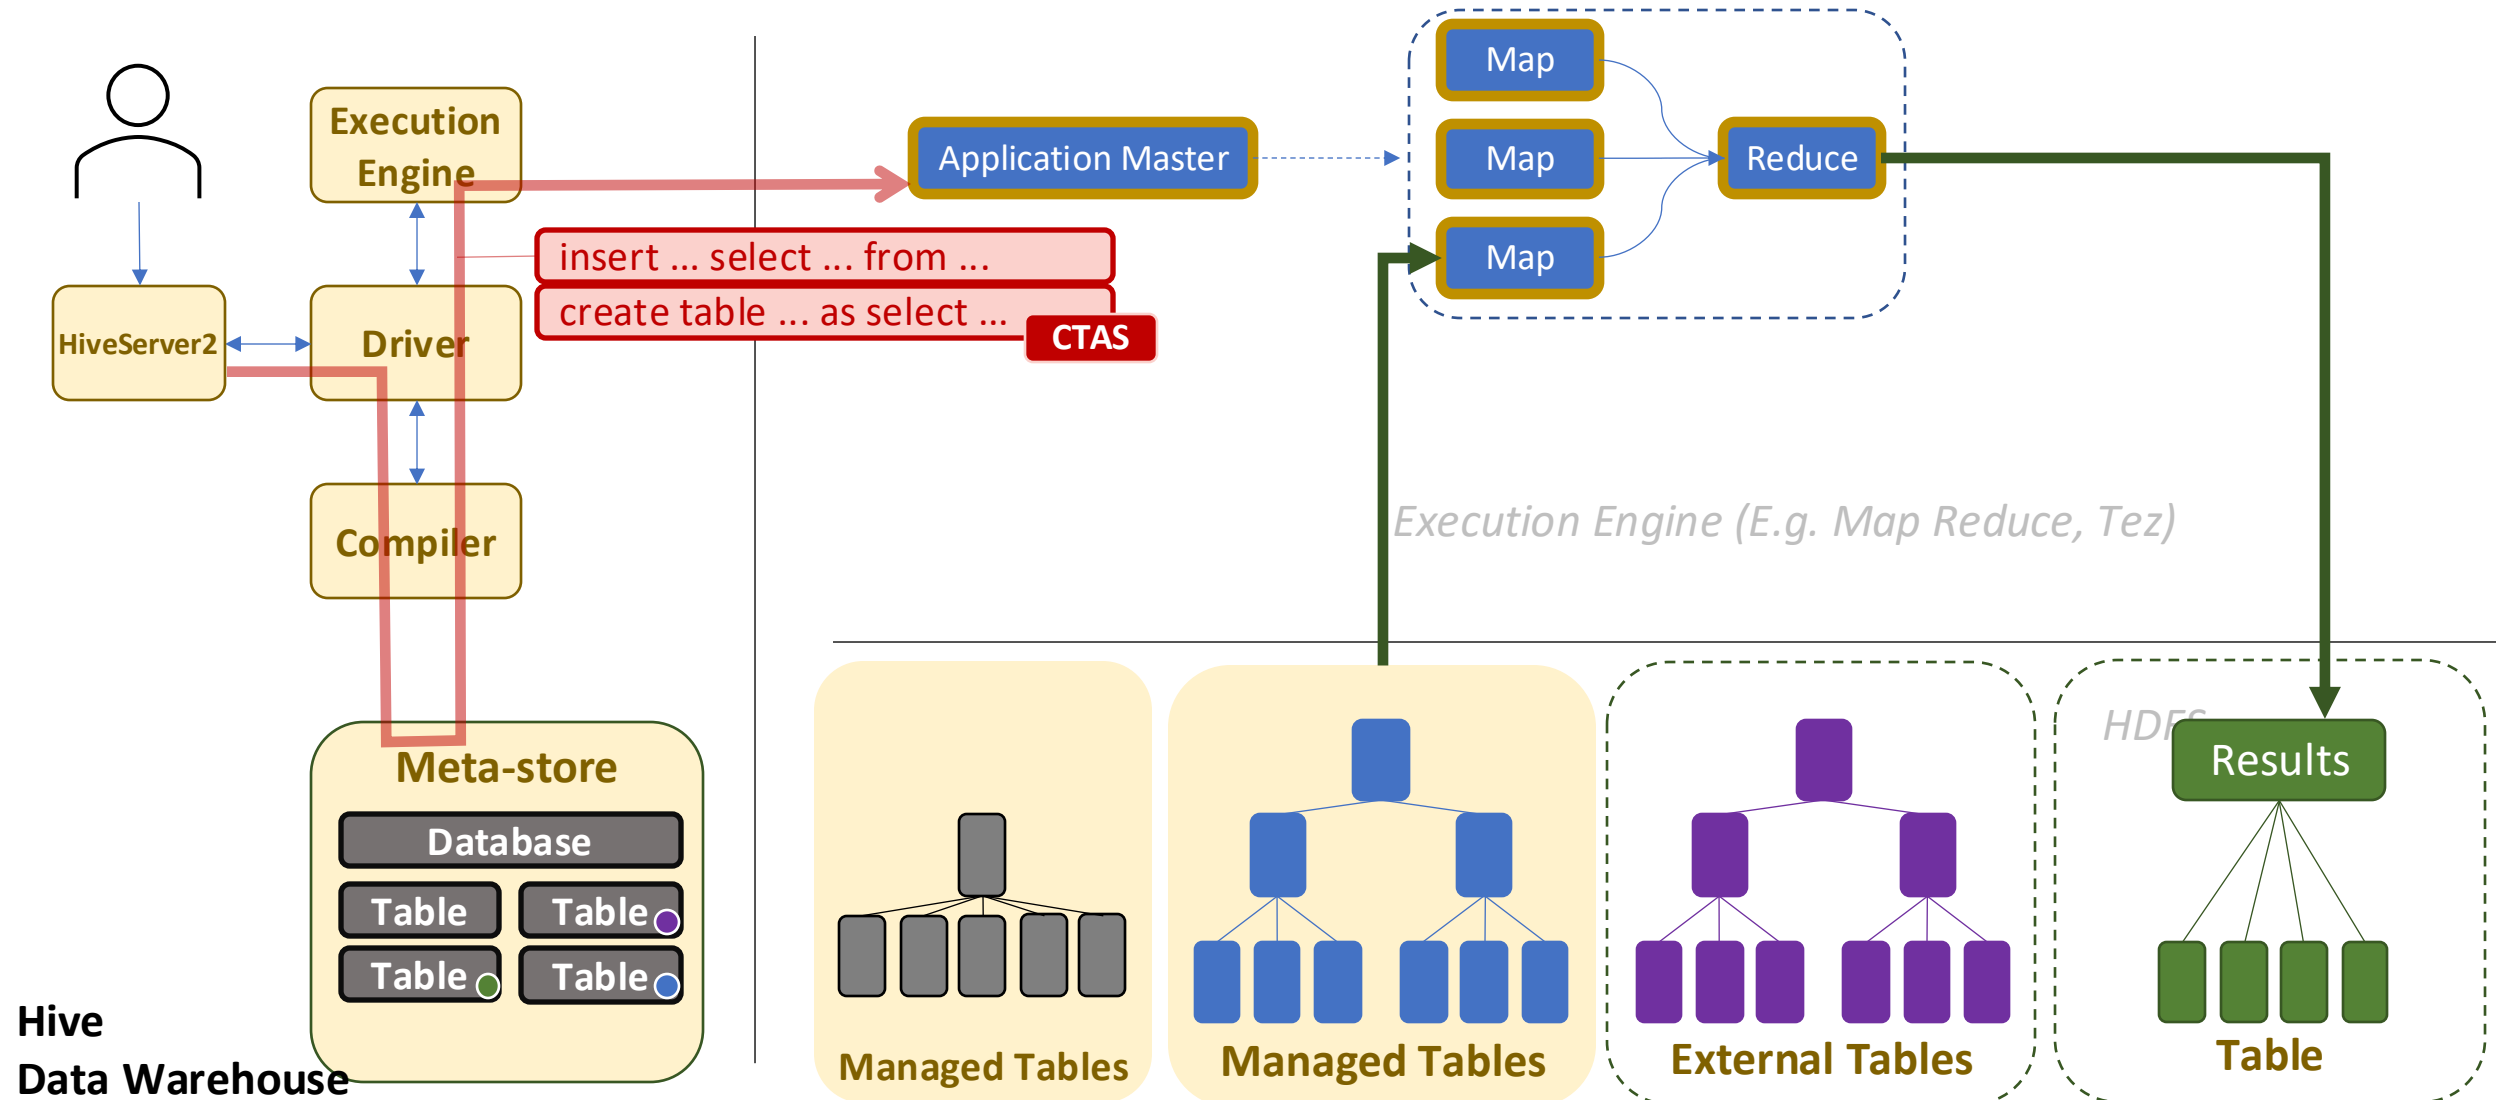 Execution
Engine
HiveServer2
Driver
Compiler
insert ... select ... from ...
create table ... as select ...
CTAS
Application Master
Map
Map
Map
Reduce
Execution Engine (E.g. Map Reduce, Tez)
Meta-store
Database
Table
Table
Table
Table
Hive
Data Warehouse
Managed Tables
Managed Tables
External Tables
HDFS
Results
Table